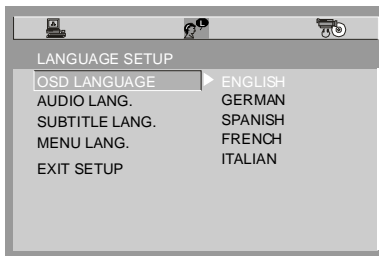 LANGUAGE SETUP
OSD LANGUAGE ENGLISH
AUDIO LANG. GERMAN
SUBTITLE LANG. SPANISH
MENU LANG. FRENCH
ITALIAN
EXIT SETUP